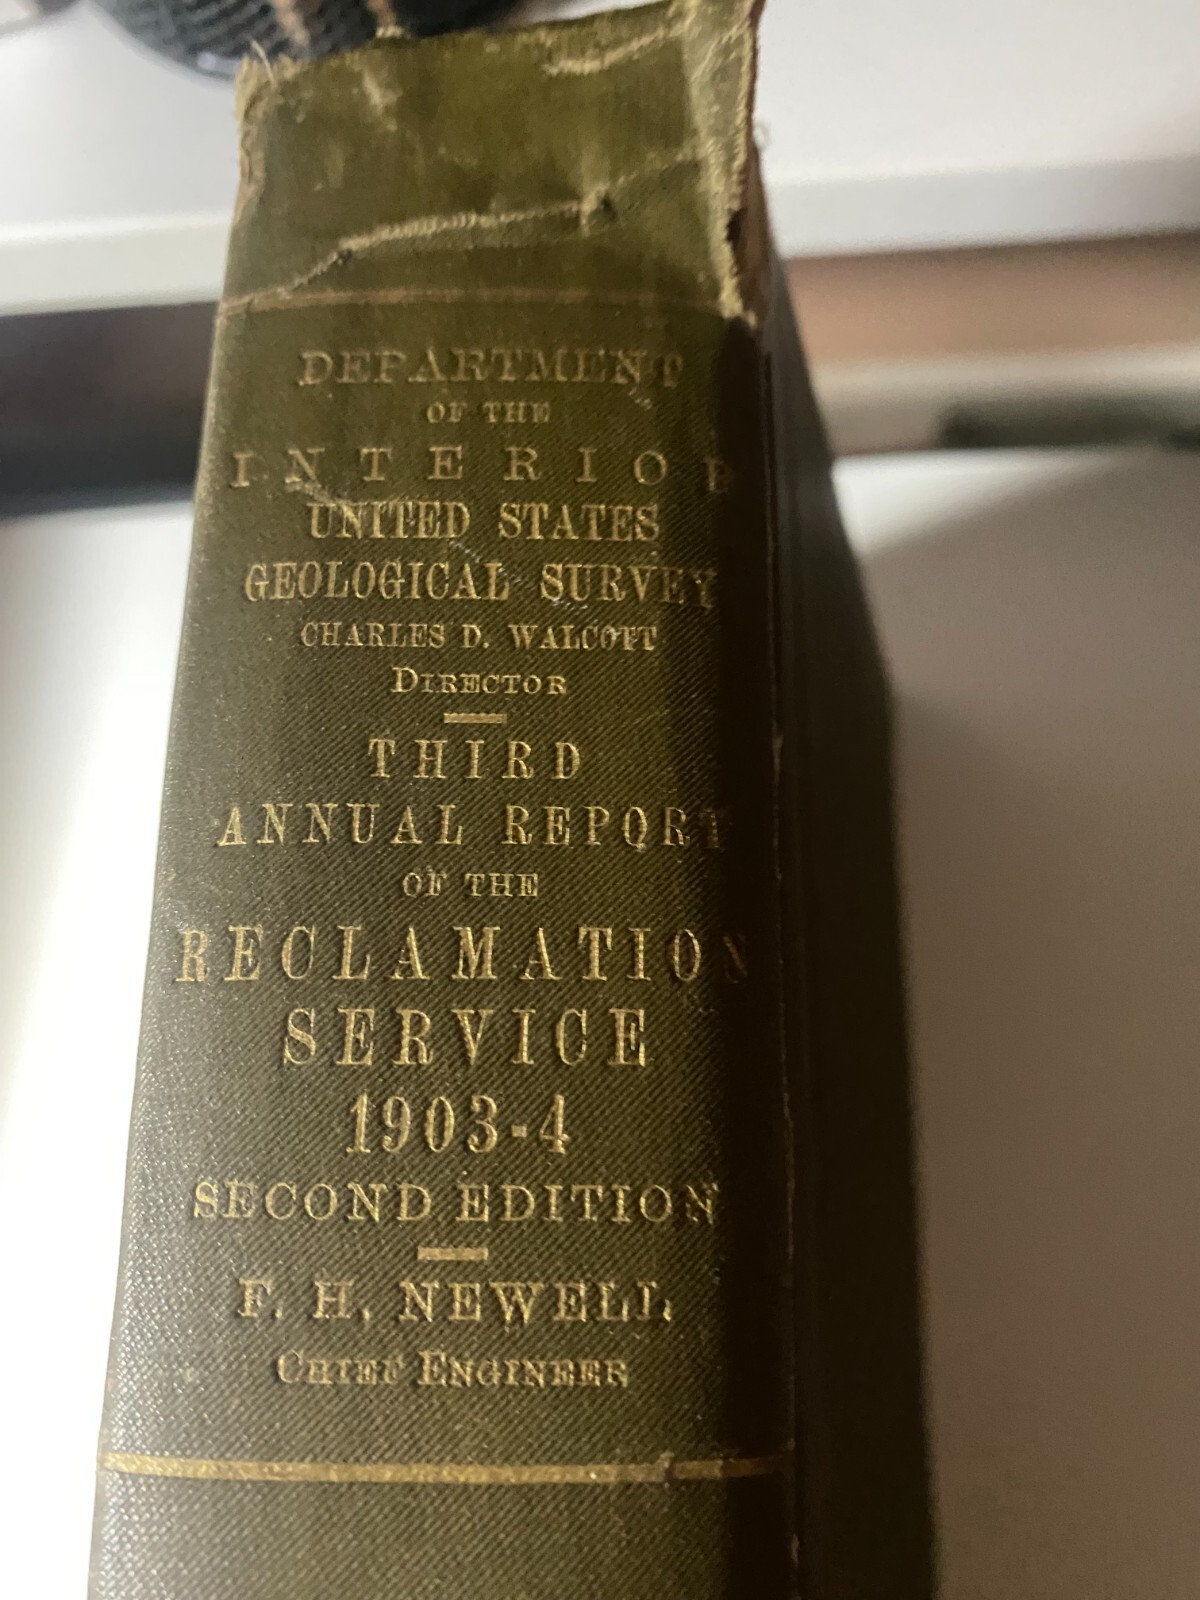 DEPARTMENT
OF THE
INTERIOR
UNITED STATES
GEOLOGICAL SURVEY
CHARLES D. WALCOTT
DIRECTOR
THIRD
ANNUAL REPORT
OF THE
RECLAMATION
SERVICE
1903-4
SECOND EDITION
F. H. NEWELL
CHIEF ENGINEER